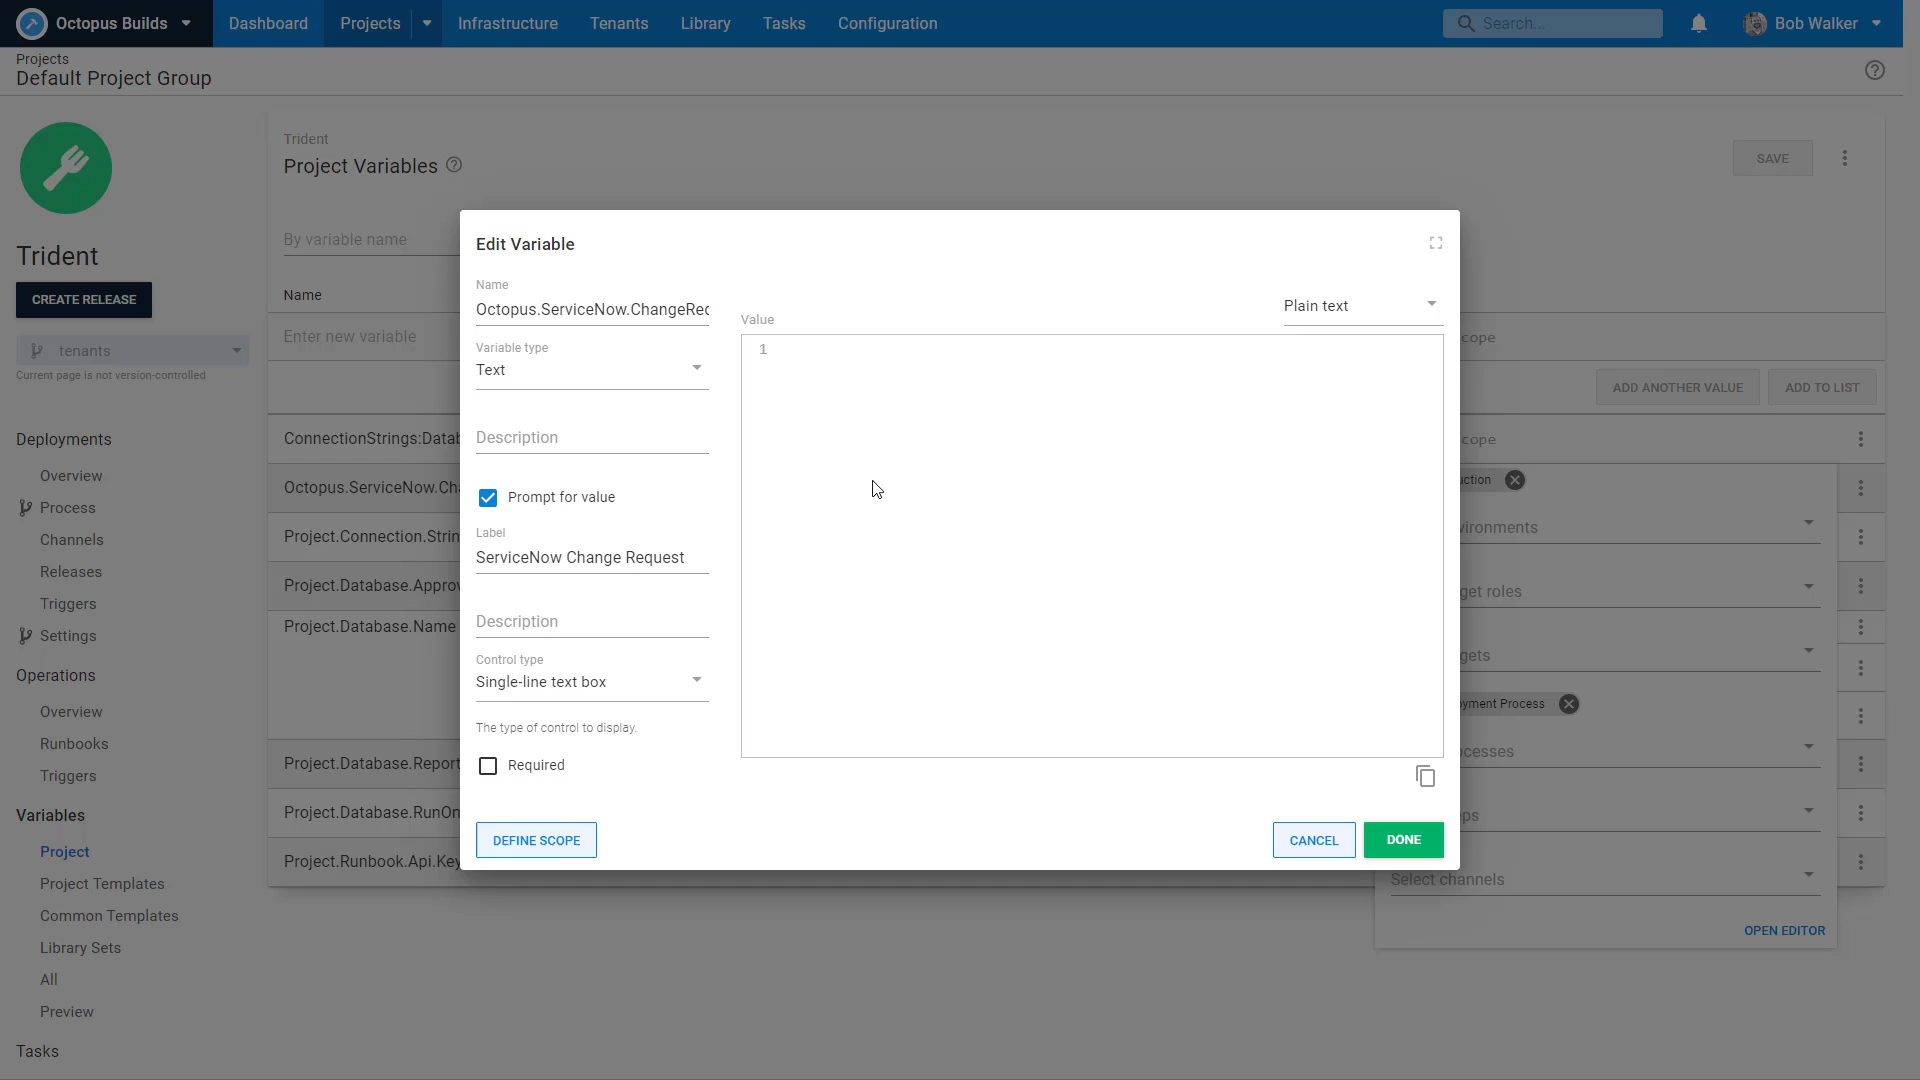 Octopus Builds
Dashboard
Projects
Infrastructure
Tenants
Library
Tasks
Configuration
Search...
Bob Walker
Projects
Default Project Group
Trident
CREATE RELEASE
tenants
Current page is not version-controlled
Deployments
Overview
Process
Channels
Releases
Triggers
Settings
Operations
Overview
Runbooks
Triggers
Variables
Project
Project Templates
Common Templates
Library Sets
All
Preview
Tasks
Trident
Project Variables
SAVE
By variable name
Name
Enter new variable
cope
ADD ANOTHER VALUE
ADD TO LIST
ConnectionStrings:Datab
cope
Octopus.ServiceNow.Cha
Project.Connection.Strin
Project.Database.Approv
Project.Database.Name
Project.Database.Report
Project.Database.RunOn
Project.Runbook.Api.Key
uction
vironments
get roles
gets
oyment Process
ocesses
eps
Select channels
OPEN EDITOR
Edit Variable
Name
Octopus.ServiceNow.ChangeRec
Variable type
Text
Description
Prompt for value
Label
ServiceNow Change Request
Description
Control type
Single-line text box
The type of control to display.
Required
Value
Plain text
1
DEFINE SCOPE
CANCEL
DONE